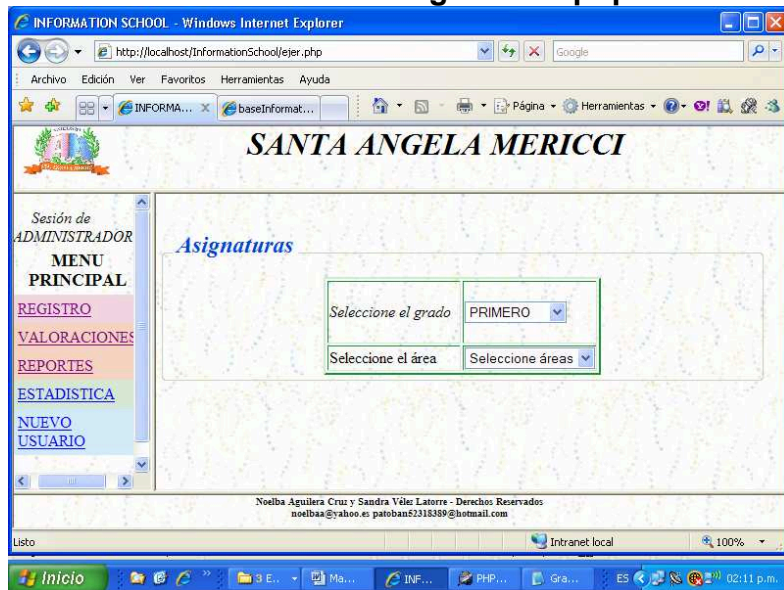 INFORMATION SCHOOL - Windows Internet Explorer
http://localhost/InformationSchool/ejer.php
Google
Archivo Edición Ver Favoritos Herramientas Ayuda
INFORMA... baseInformat... Página Herramientas
SANTA ANGELA MERICCI
Sesión de
ADMINISTRADOR
MENU
PRINCIPAL
REGISTRO
VALORACIONES
REPORTES
ESTADISTICA
NUEVO
USUARIO
Asignaturas
Seleccione el grado PRIMERO
Seleccione el área Seleccione áreas
Noelba Aguilera Cruz y Sandra Vélez Latorre - Derechos Reservados
noelbaa@yahoo.es patoban52318389@hotmail.com
Listo Intranet local 100%
Inicio 3 E.. Ma... INF... PHP... Gra... ES 02:11 p.m.